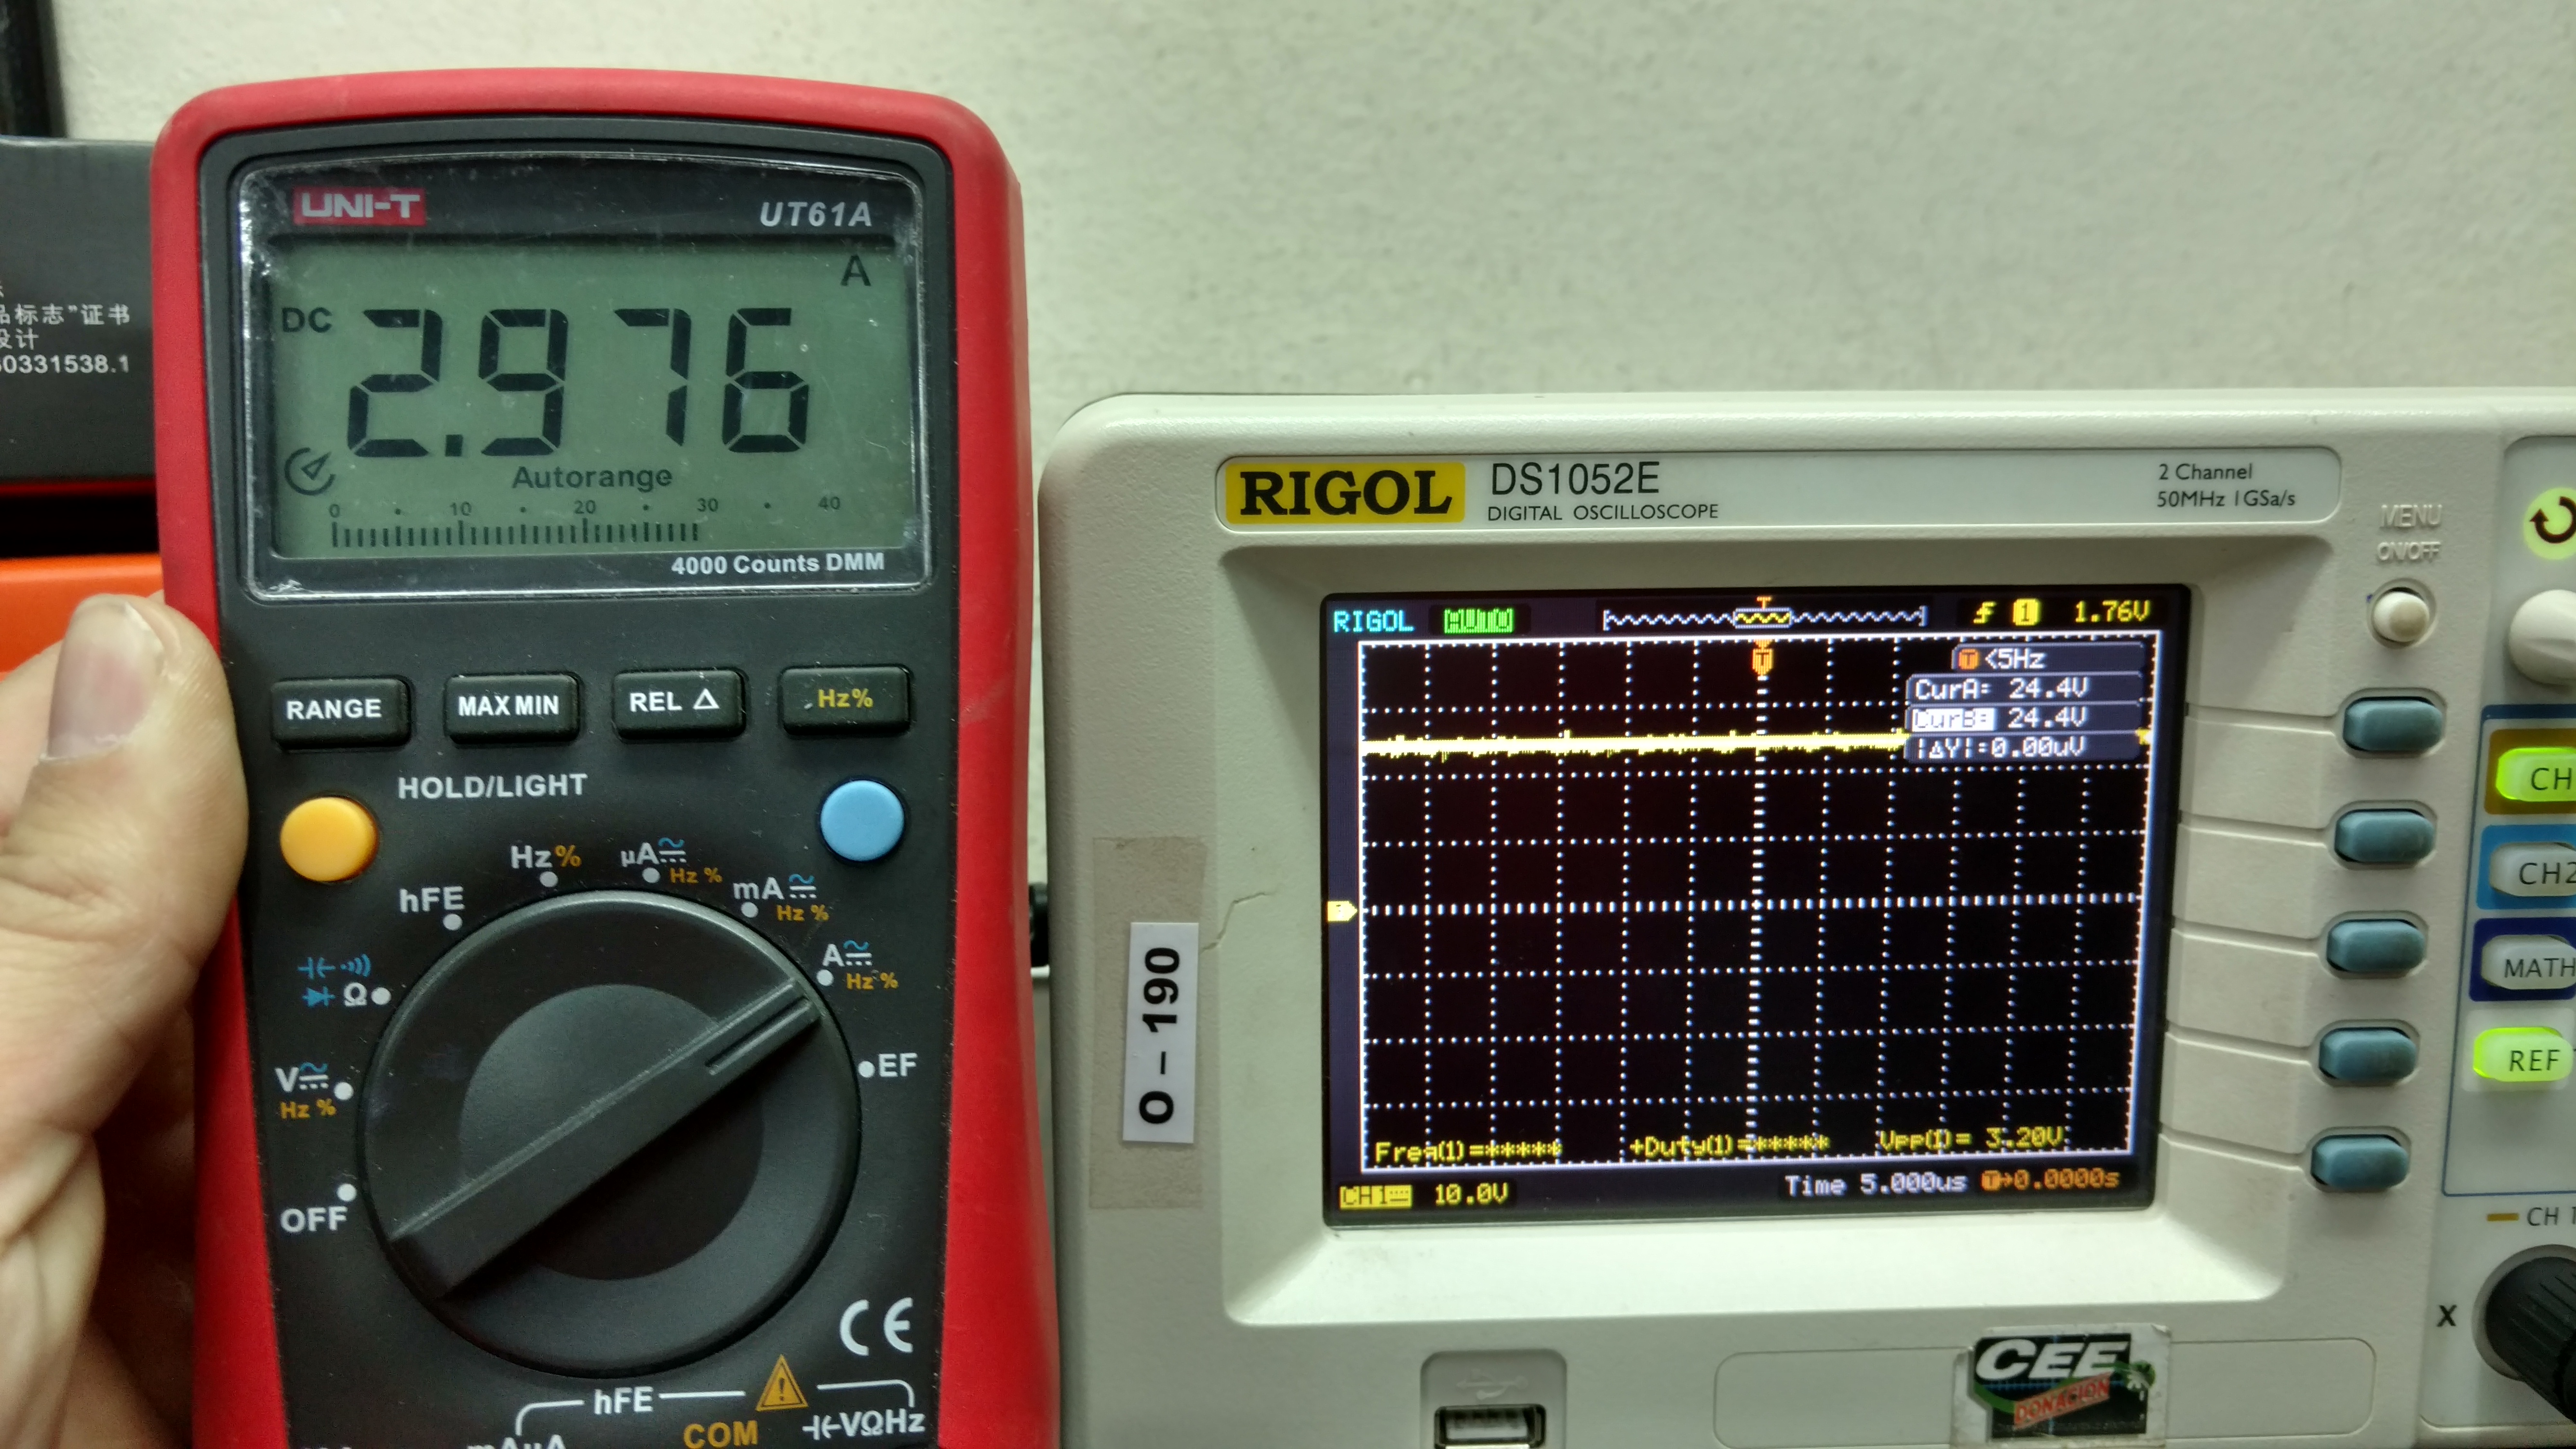 品标志”证书
设计
0331538.1
UNI-T
UT61A
A
DC
2.976
Autorange
0 10 20 30 40
4000 Counts DMM
RANGE
MAX MIN
REL Δ
Hz%
HOLD/LIGHT
Hz%
μA
Hz %
mA
Hz %
hFE
A
Hz %
Ω
EF
V
Hz %
OFF
CE
hFE
COM
VΩHz
O-190
RIGOL
DS1052E
DIGITAL OSCILLOSCOPE
2 Channel
50MHz 1GSa/s
MENU
ON/OFF
RIGOL
AUTO
T
1
1.76V
T
T <5Hz
CurA= 24.4V
CurB= 24.4V
|ΔY|=0.00uV
Freq(1)=*****
+Duty(1)=*****
Vpp(1)= 3.20V
CH1
10.0V
Time 5.000us
T→0.0000s
CH
CH2
MATH
REF
CH 1
X
CEE
DONACION